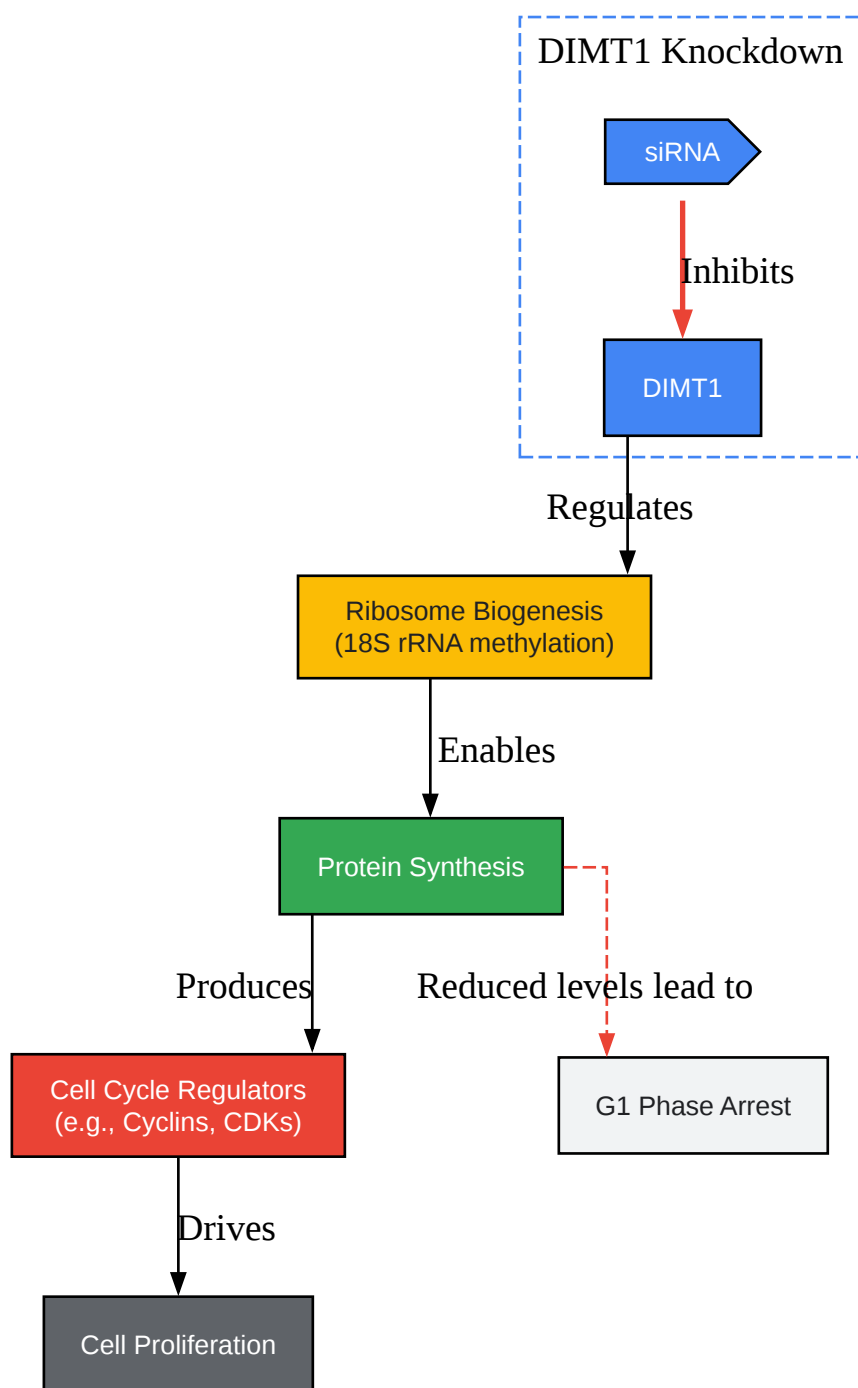 DIMT1 Knockdown
siRNA
Inhibits
DIMT1
Regulates
Ribosome Biogenesis
(18S rRNA methylation)
Enables
Protein Synthesis
Produces
Reduced levels lead to
Cell Cycle Regulators
(e.g., Cyclins, CDKs)
G1 Phase Arrest
Drives
Cell Proliferation